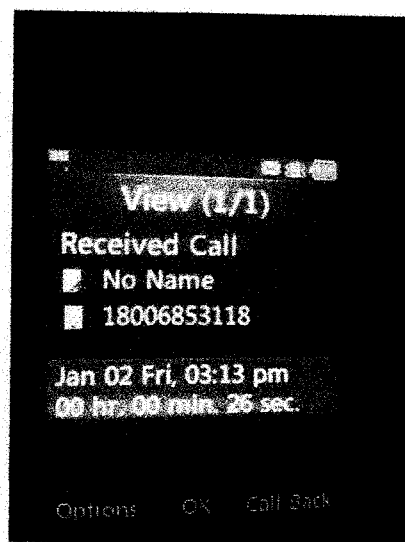 View (1/1)
Received Call
No Name
18006853118
Jan 02 Fri, 03:13 pm
00 hr. 00 min. 26 sec.
Options OK Call Back